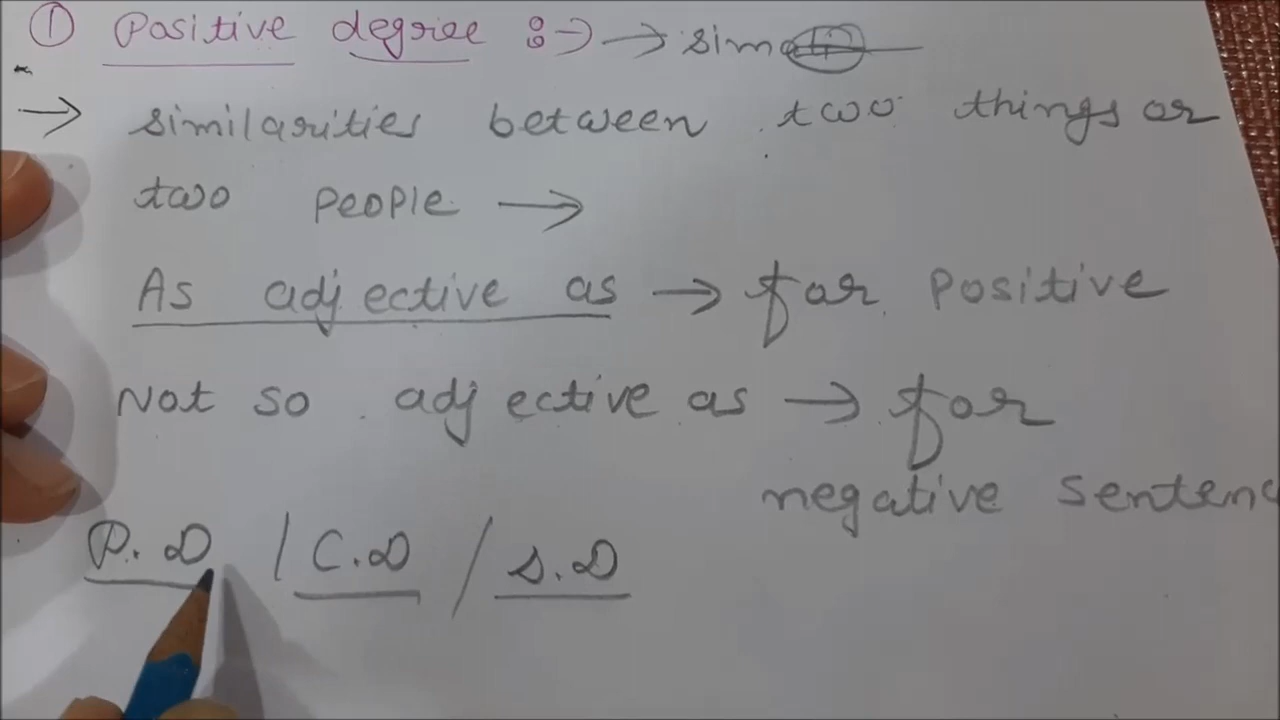 ① Positive degree :-) → sim
→ similarities between two things or
two people →
As adjective as → for positive
Not so adjective as → for
negative sentenc
P.D / C.D / S.D